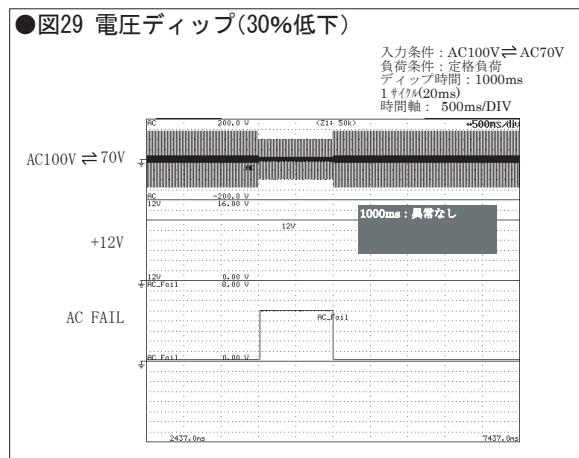 ●図29 電圧ディップ(30%低下)
入力条件：AC100V⇌AC70V
負荷条件：定格負荷
ディップ時間：1000ms
1ｻｲｸﾙ(20ms)
時間軸： 500ms/DIV
AC 200.0 V <Z1: 50k> ↔500ms/div
AC100V⇌70V
AC
AC -200.0 V
12V 16.00 V
1000ms：異常なし
12V
+12V
12V 0.00 V
AC_Fail 8.00 V
AC FAIL
AC_Fail
AC_Fail 0.00 V
2437.0ms 7437.0ms